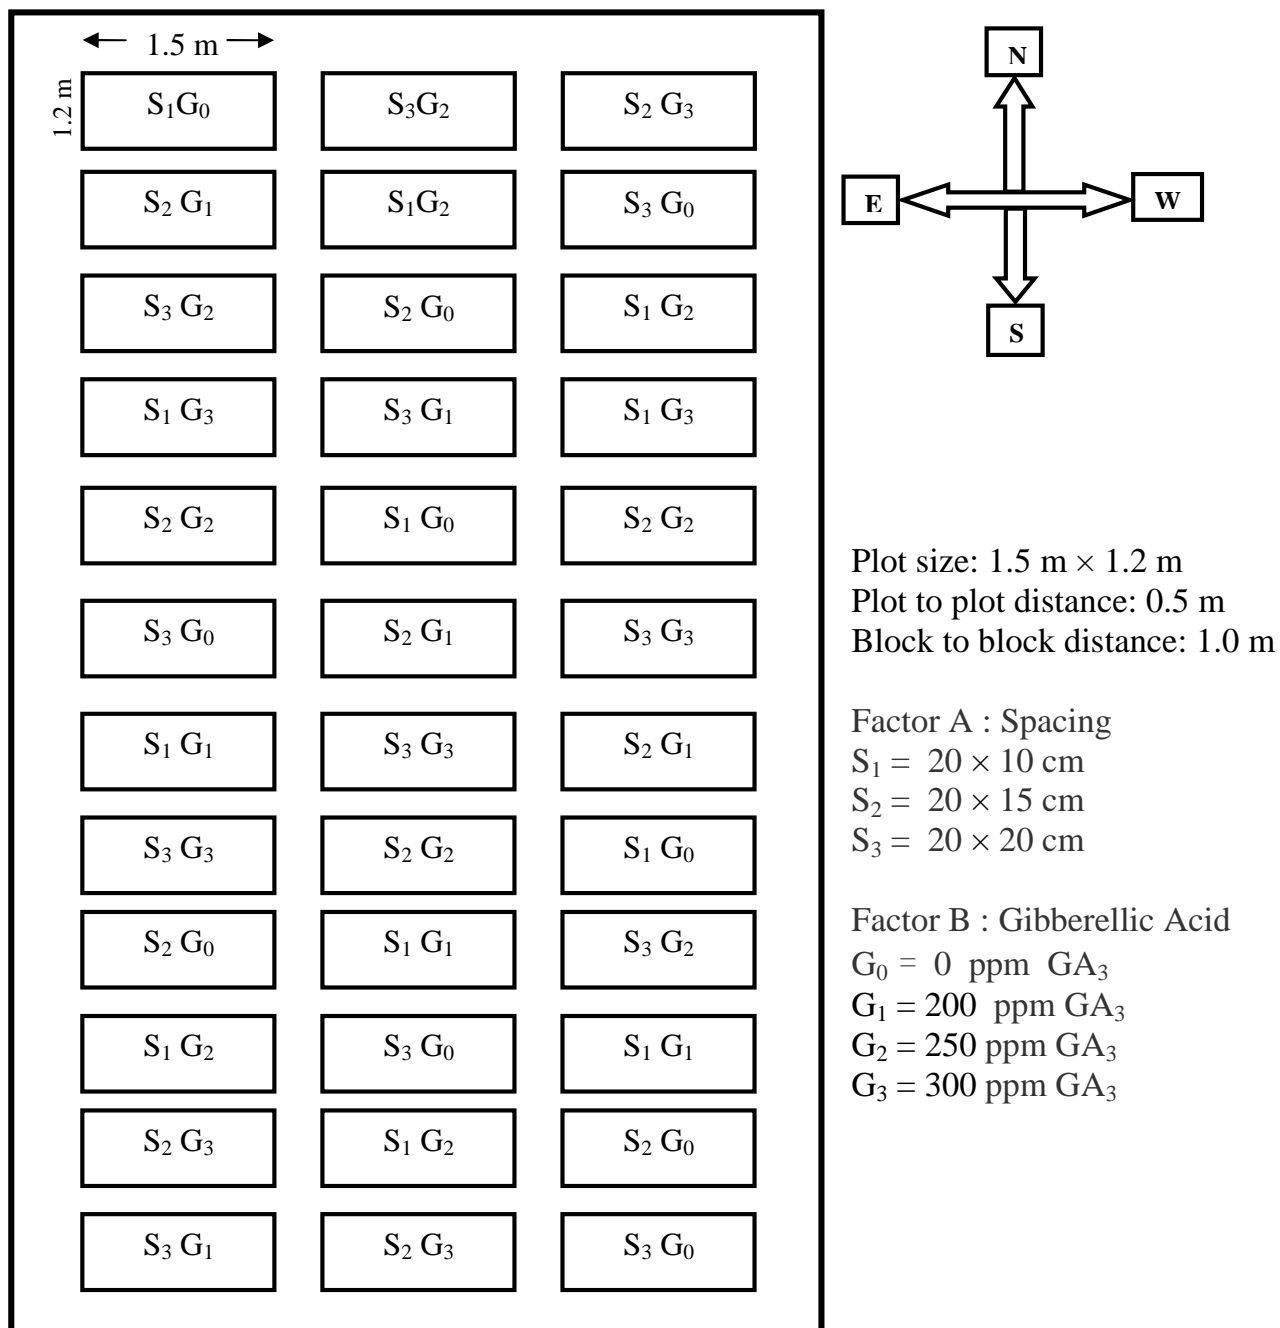 1.5 m
1.2 m
S₁G₀ S₃G₂ S₂ G₃
S₂ G₁ S₁G₂ S₃ G₀
S₃ G₂ S₂ G₀ S₁ G₂
S₁ G₃ S₃ G₁ S₁ G₃
S₂ G₂ S₁ G₀ S₂ G₂
S₃ G₀ S₂ G₁ S₃ G₃
S₁ G₁ S₃ G₃ S₂ G₁
S₃ G₃ S₂ G₂ S₁ G₀
S₂ G₀ S₁ G₁ S₃ G₂
S₁ G₂ S₃ G₀ S₁ G₁
S₂ G₃ S₁ G₂ S₂ G₀
S₃ G₁ S₂ G₃ S₃ G₀
N
E W
S
Plot size: 1.5 m × 1.2 m
Plot to plot distance: 0.5 m
Block to block distance: 1.0 m
Factor A : Spacing
S₁ = 20 × 10 cm
S₂ = 20 × 15 cm
S₃ = 20 × 20 cm
Factor B : Gibberellic Acid
G₀ = 0 ppm GA₃
G₁ = 200 ppm GA₃
G₂ = 250 ppm GA₃
G₃ = 300 ppm GA₃